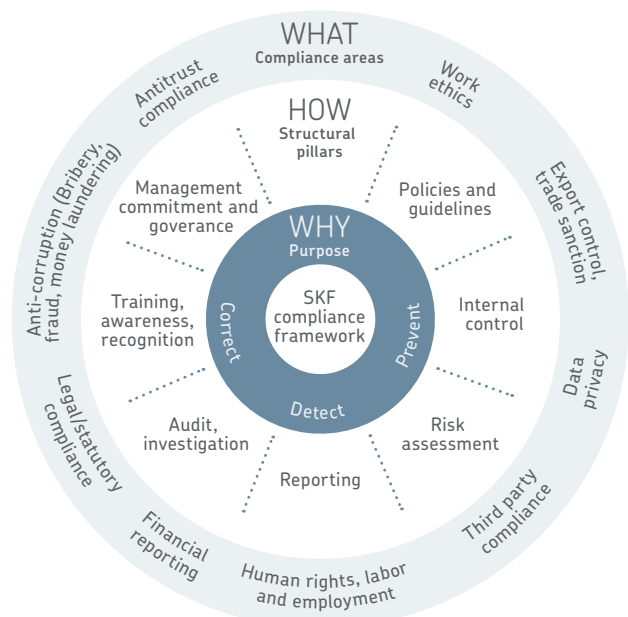 WHAT
Compliance areas
Work
ethics
Export control,
trade sanction
Data
privacy
Third party
compliance
Human rights, labor
and employment
Financial
reporting
Legal/statutory
compliance
Anti-corruption (Bribery,
fraud, money laundering)
Antitrust
compliance
HOW
Structural
pillars
Policies and
guidelines
Internal
control
Risk
assessment
Reporting
Audit,
investigation
Training,
awareness,
recognition
Management
commitment and
goverance
WHY
Purpose
Prevent
Detect
Correct
SKF
compliance
framework